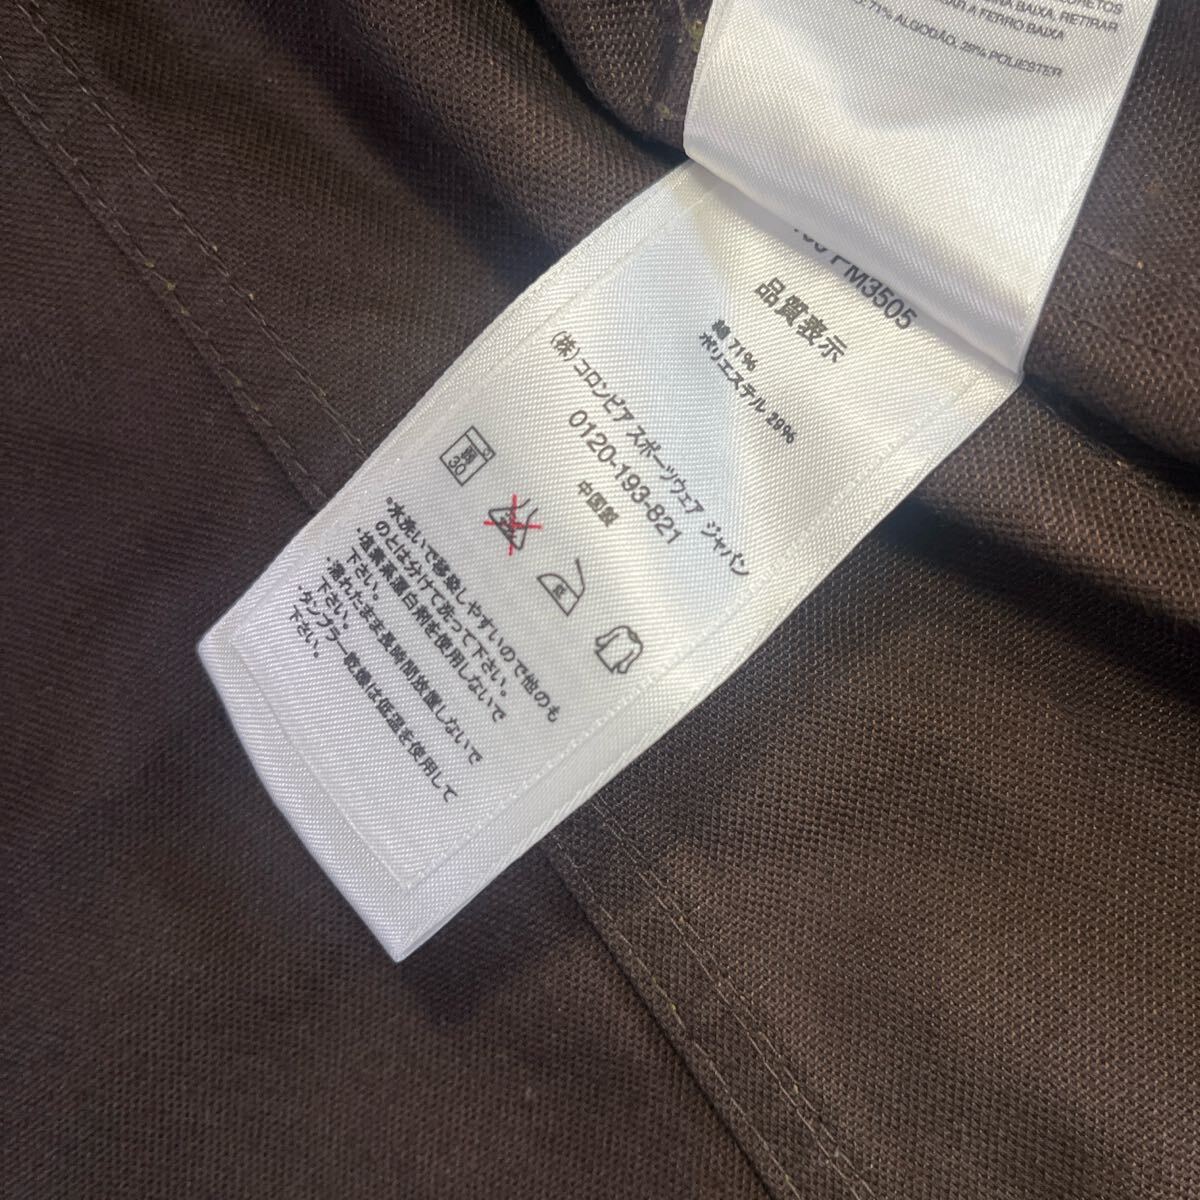 ORRETOS
RA BAIXA, RETIRAR
AR A FERRO BAIXA
71% ALGODÃO, 29% POLIESTER
PM3505
品質表示
綿 71%
ポリエステル 29%
(株)コロンビアスポーツウェア ジャパン
0120-193-821
中国製
30
低
・水洗いで移染しやすいので他のも
のとは分けて洗って下さい。
・塩素系漂白剤を使用しないで
下さい。
・濡れたまま長時間放置しないで
下さい。
・タンブラー乾燥は低温を使用して
下さい。